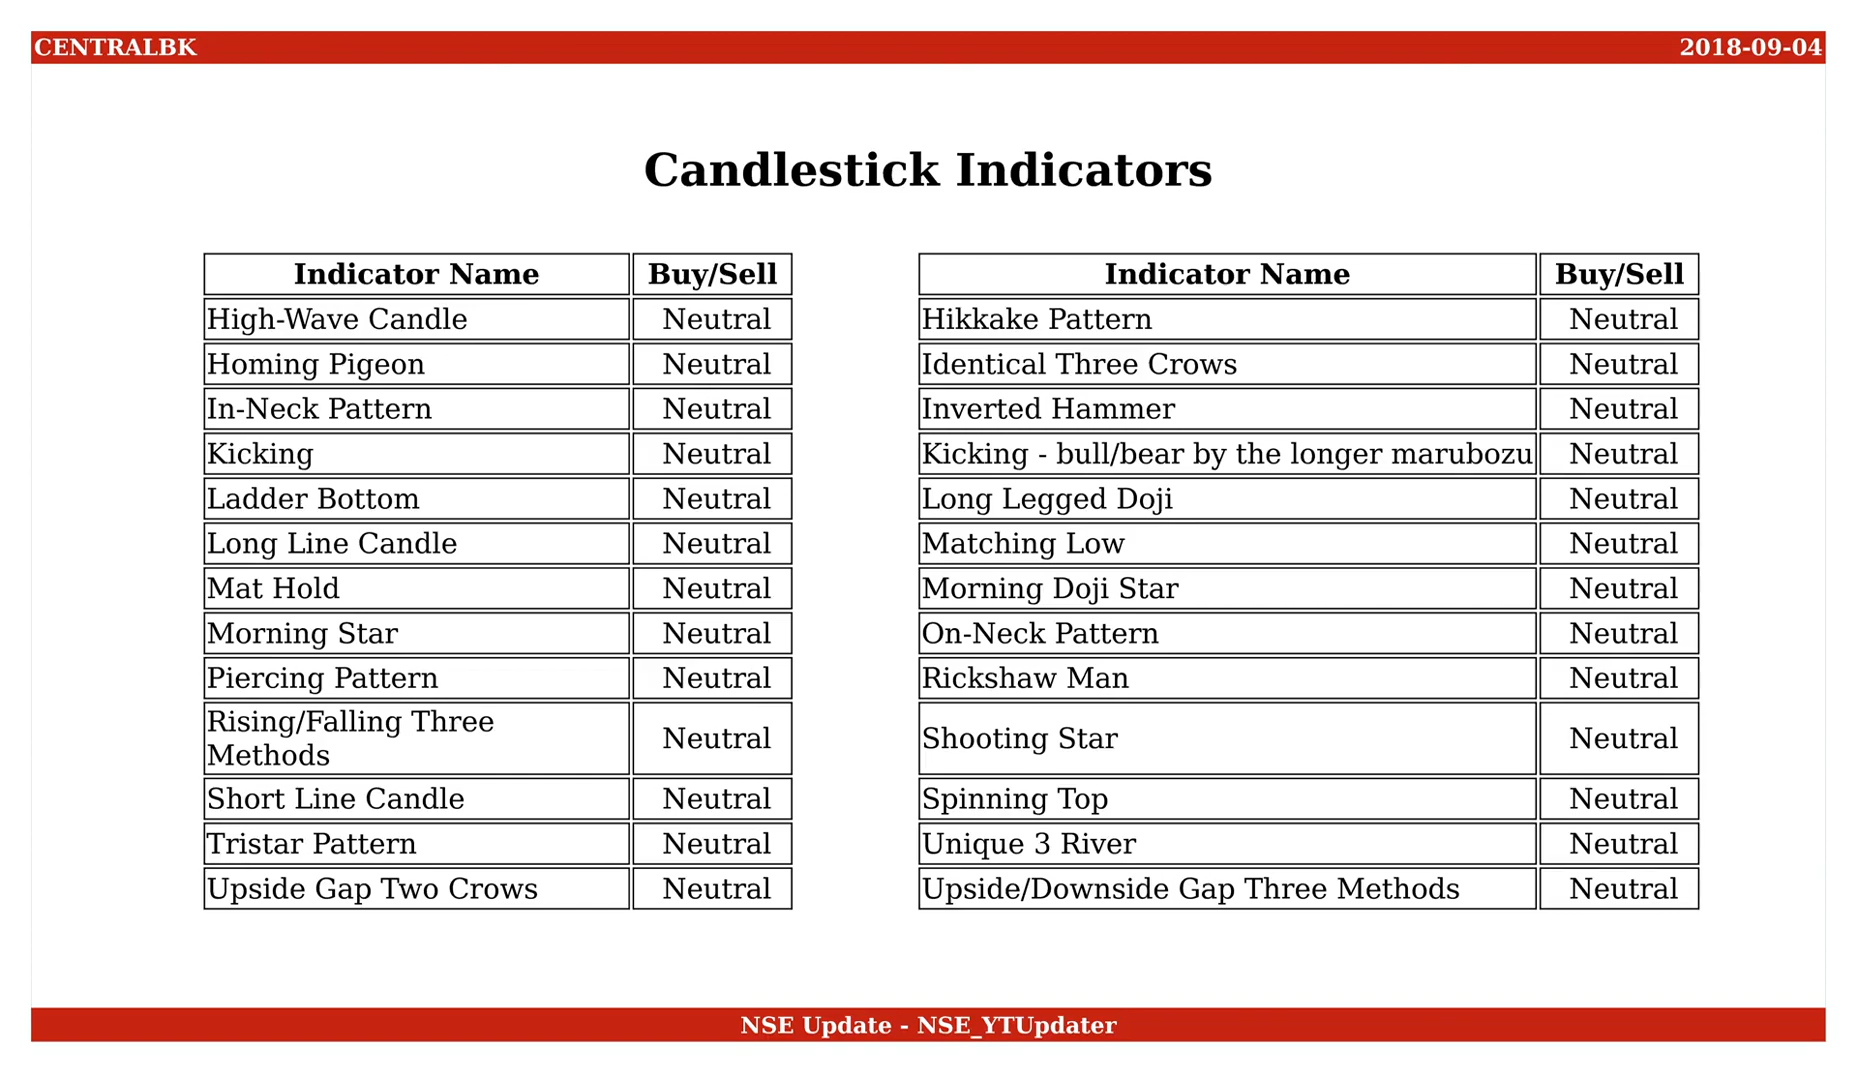 CENTRALBK
2018-09-04
Candlestick Indicators
Indicator Name Buy/Sell
High-Wave Candle Neutral
Homing Pigeon Neutral
In-Neck Pattern Neutral
Kicking Neutral
Ladder Bottom Neutral
Long Line Candle Neutral
Mat Hold Neutral
Morning Star Neutral
Piercing Pattern Neutral
Rising/Falling Three
Methods Neutral
Short Line Candle Neutral
Tristar Pattern Neutral
Upside Gap Two Crows Neutral
Indicator Name Buy/Sell
Hikkake Pattern Neutral
Identical Three Crows Neutral
Inverted Hammer Neutral
Kicking - bull/bear by the longer marubozu Neutral
Long Legged Doji Neutral
Matching Low Neutral
Morning Doji Star Neutral
On-Neck Pattern Neutral
Rickshaw Man Neutral
Shooting Star Neutral
Spinning Top Neutral
Unique 3 River Neutral
Upside/Downside Gap Three Methods Neutral
NSE Update - NSE_YTUpdater